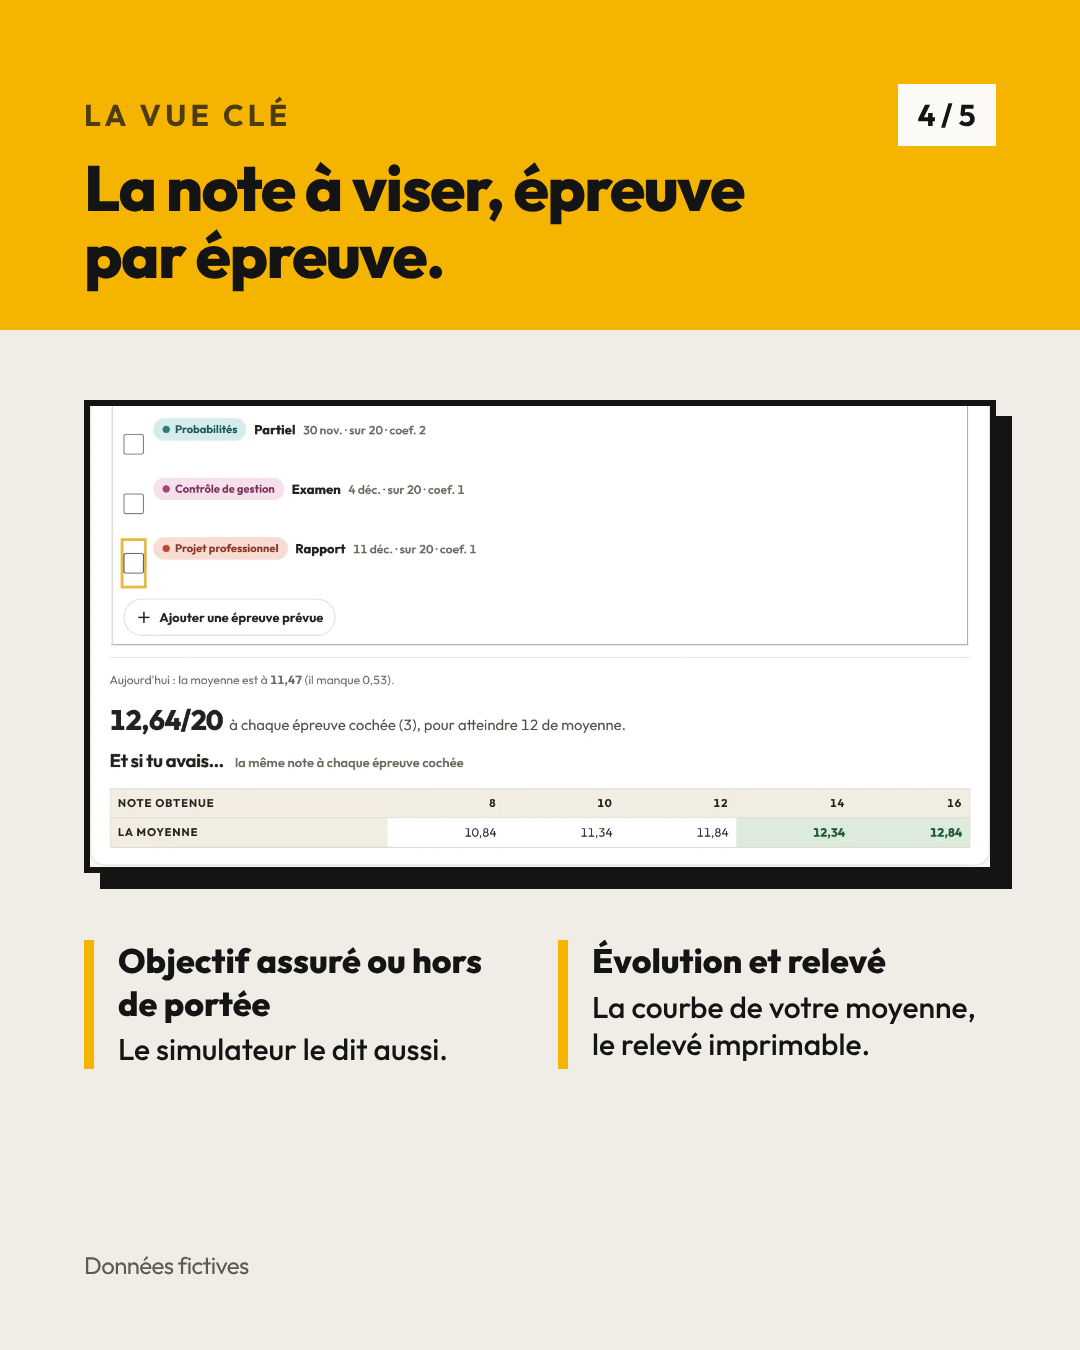 LA VUE CLÉ
4 / 5
La note à viser, épreuve
par épreuve.
Probabilités Partiel 30 nov. · sur 20 · coef. 2
Contrôle de gestion Examen 4 déc. · sur 20 · coef. 1
Projet professionnel Rapport 11 déc. · sur 20 · coef. 1
+ Ajouter une épreuve prévue
Aujourd'hui : la moyenne est à 11,47 (il manque 0,53).
12,64/20 à chaque épreuve cochée (3), pour atteindre 12 de moyenne.
Et si tu avais... la même note à chaque épreuve cochée
NOTE OBTENUE 8 10 12 14 16
LA MOYENNE 10,84 11,34 11,84 12,34 12,84
Objectif assuré ou hors
de portée
Le simulateur le dit aussi.
Évolution et relevé
La courbe de votre moyenne,
le relevé imprimable.
Données fictives